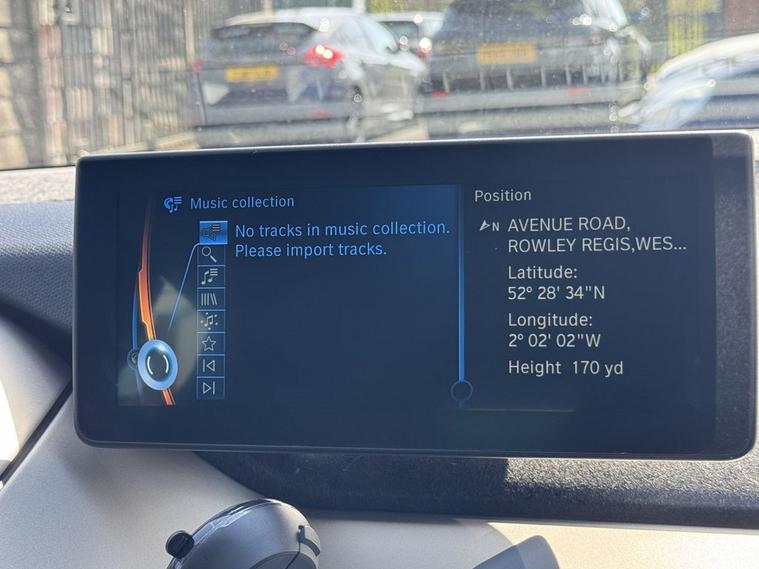 Music collection
No tracks in music collection.
Please import tracks.
Position
N AVENUE ROAD,
ROWLEY REGIS,WES...
Latitude:
52° 28' 34"N
Longitude:
2° 02' 02"W
Height 170 yd